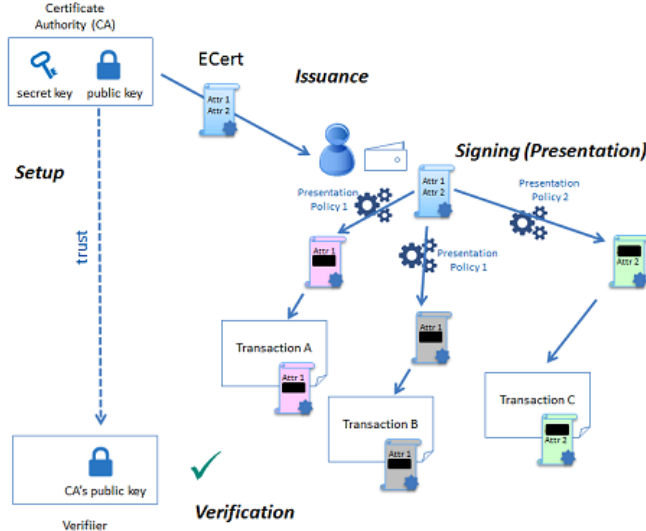 Certificate
Authority (CA)
secret key
public key
ECert
Attr 1
Attr 2
Issuance
Setup
trust
Signing (Presentation)
Attr 1
Attr 2
Presentation
Policy 1
Presentation
Policy 2
Presentation
Policy 1
Attr 1
Attr 2
Attr 1
Transaction A
Attr 1
Transaction B
Attr 1
Transaction C
Attr 2
CA's public key
Verification
Verifiier